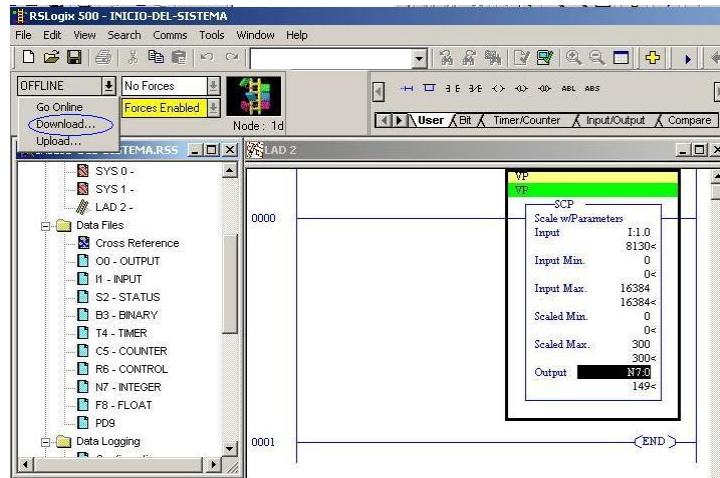 RSLogix 500 - INICIO-DEL-SISTEMA
File Edit View Search Comms Tools Window Help
OFFLINE No Forces
Go Online Forces Enabled
Download...
Upload...
Node: 1d
ABL ABS
User Bit Timer/Counter Input/Output Compare
TEMA.RSS
LAD 2
SYS 0 -
SYS 1 -
LAD 2 -
Data Files
Cross Reference
O0 - OUTPUT
I1 - INPUT
S2 - STATUS
B3 - BINARY
T4 - TIMER
C5 - COUNTER
R6 - CONTROL
N7 - INTEGER
F8 - FLOAT
PD9
Data Logging
0000
VP
VP
SCP
Scale w/Parameters
Input I:1.0
8130<
Input Min. 0
0<
Input Max. 16384
16384<
Scaled Min. 0
0<
Scaled Max. 300
300<
Output N7:0
149<
0001
END